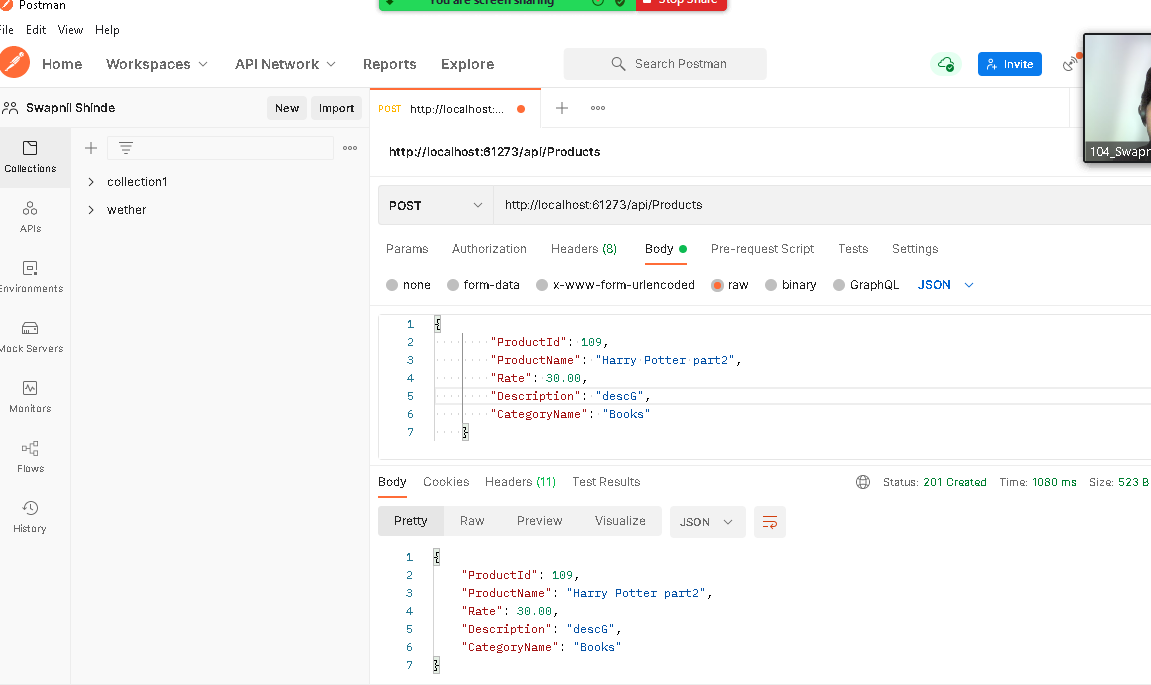 Postman
You are screen sharing Stop Share
File Edit View Help
Home Workspaces API Network Reports Explore Search Postman Invite
Swapnil Shinde New Import
POST http://localhost:...
http://localhost:61273/api/Products
104_Swapn
Collections
collection1
wether
APIs
Environments
Mock Servers
Monitors
Flows
History
POST http://localhost:61273/api/Products
Params Authorization Headers (8) Body Pre-request Script Tests Settings
none form-data x-www-form-urlencoded raw binary GraphQL JSON
1 {
2 "ProductId": 109,
3 "ProductName": "Harry Potter part2",
4 "Rate": 30.00,
5 "Description": "descG",
6 "CategoryName": "Books"
7 }
Body Cookies Headers (11) Test Results Status: 201 Created Time: 1080 ms Size: 523 B
Pretty Raw Preview Visualize JSON
1 {
2 "ProductId": 109,
3 "ProductName": "Harry Potter part2",
4 "Rate": 30.00,
5 "Description": "descG",
6 "CategoryName": "Books"
7 }